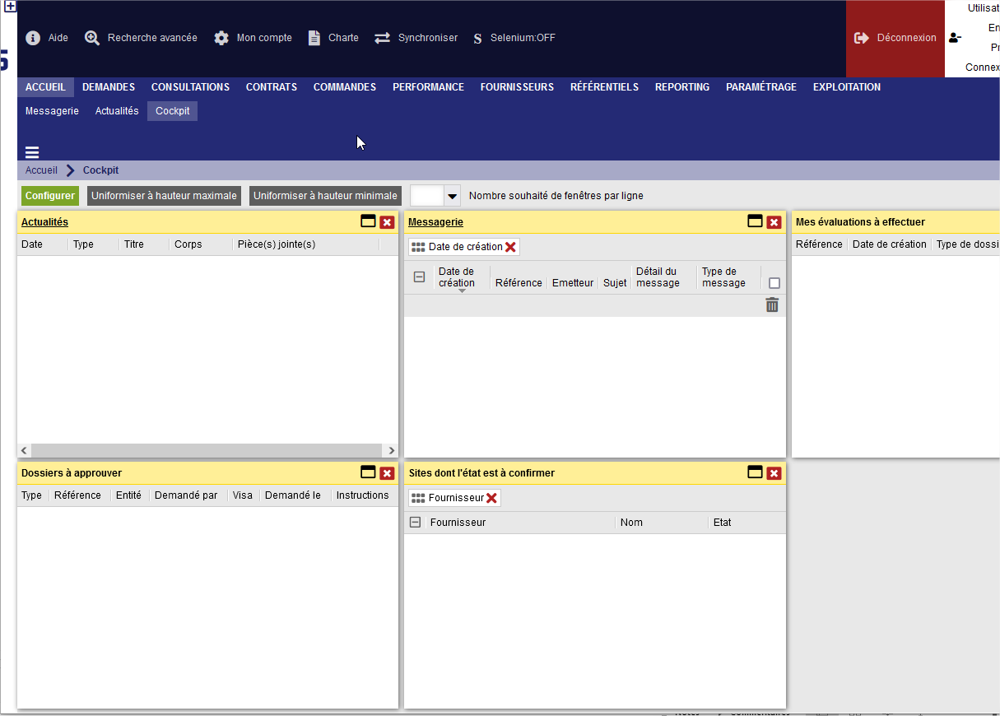 Utilisat
Aide Recherche avancée Mon compte Charte Synchroniser S Selenium:OFF Déconnexion
En
Pr
Connex
ACCUEIL DEMANDES CONSULTATIONS CONTRATS COMMANDES PERFORMANCE FOURNISSEURS RÉFÉRENTIELS REPORTING PARAMÉTRAGE EXPLOITATION
Messagerie Actualités Cockpit
Accueil Cockpit
Configurer Uniformiser à hauteur maximale Uniformiser à hauteur minimale Nombre souhaité de fenêtres par ligne
Actualités
Date Type Titre Corps Pièce(s) jointe(s)
Messagerie
Date de création
Date de création Référence Emetteur Sujet Détail du message Type de message
Mes évaluations à effectuer
Référence Date de création Type de dossi
Dossiers à approuver
Type Référence Entité Demandé par Visa Demandé le Instructions
Sites dont l'état est à confirmer
Fournisseur
Fournisseur Nom Etat